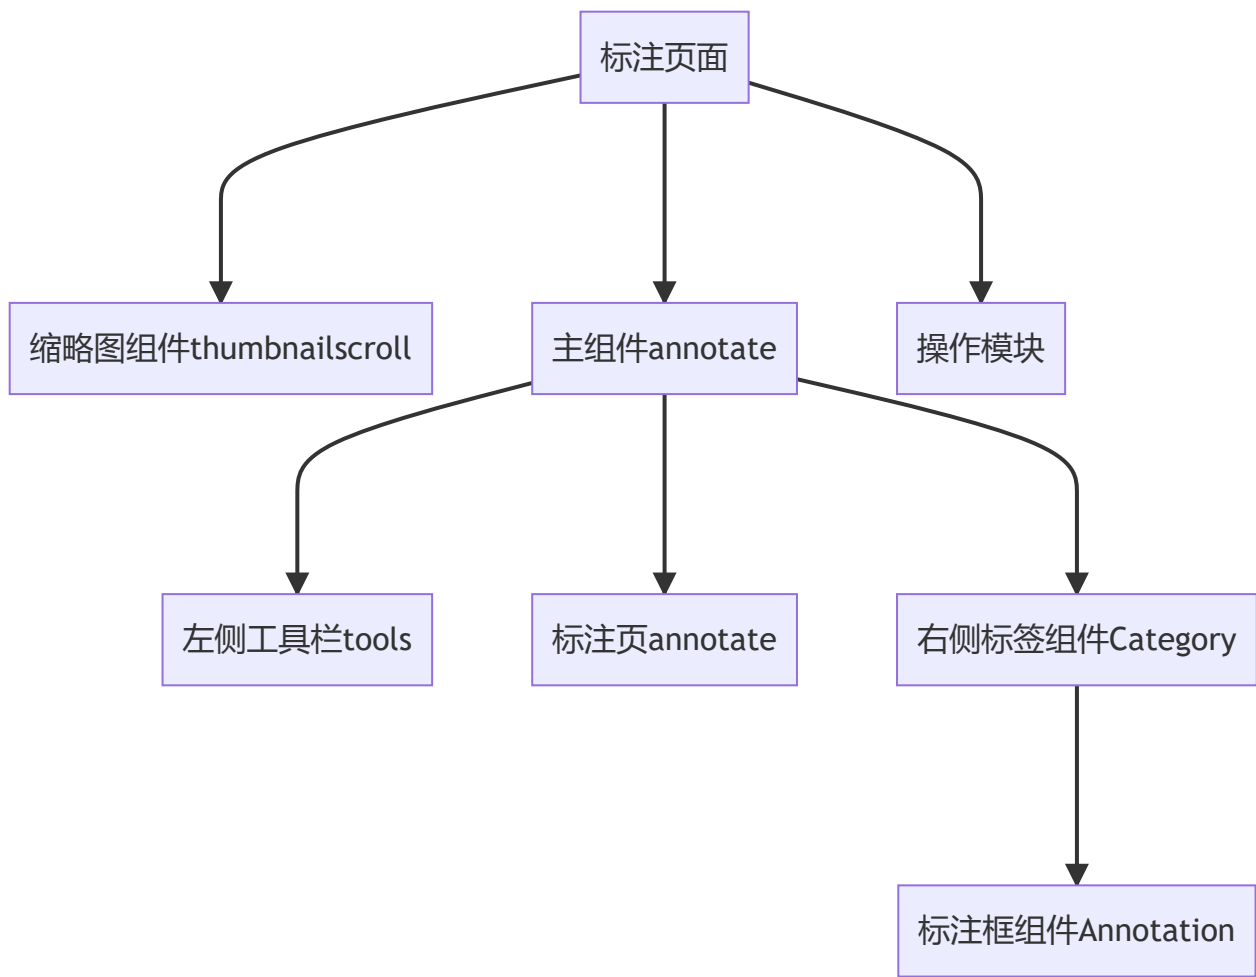 标注页面
缩略图组件thumbnailscroll
主组件annotate
操作模块
左侧工具栏tools
标注页annotate
右侧标签组件Category
标注框组件Annotation